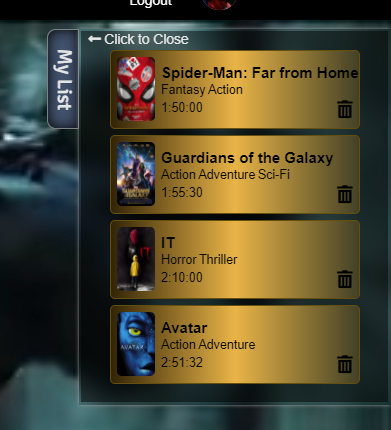 Logout
My List
Click to Close
Spider-Man: Far from Home
Fantasy Action
1:50:00
Guardians of the Galaxy
Action Adventure Sci-Fi
1:55:30
IT
IT
Horror Thriller
2:10:00
AVATAR
Avatar
Action Adventure
2:51:32